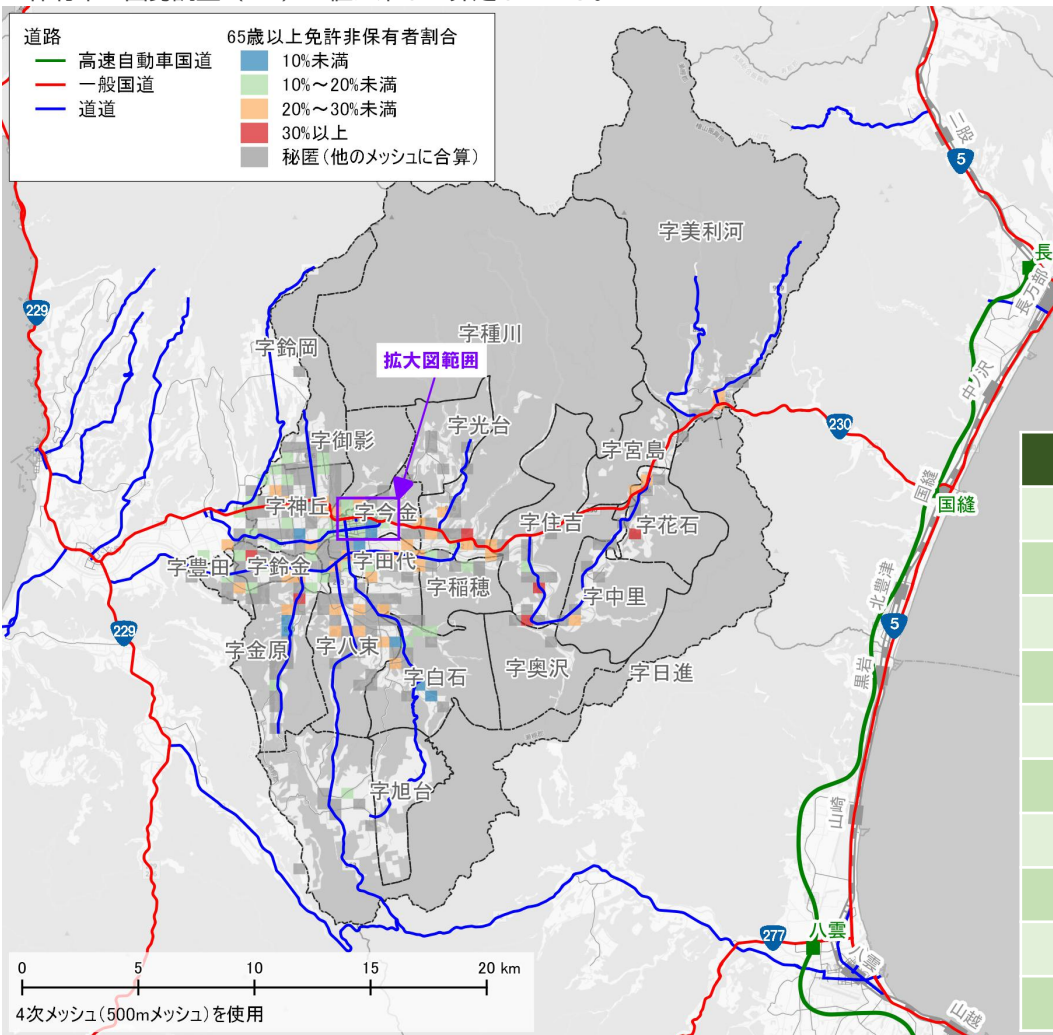 道路
高速自動車国道
一般国道
道道
65歳以上免許非保有者割合
10%未満
10%~20%未満
20%~30%未満
30%以上
秘匿(他のメッシュに合算)
二股
5
字美利河
長
長万部
229
字種川
字鈴岡
拡大図範囲
中ノ沢
字光台
字御影
230
字宮島
国縫
国縫
字神丘
字今金
字住吉
字花石
字豊田
字鈴金
字田代
字稲穂
字中里
北豊津
229
5
字金原
字八束
字白石
字奥沢
字日進
黒岩
字旭台
山崎
277
八雲
八雲
山越
0 5 10 15 20 km
4次メッシュ(500mメッシュ)を使用